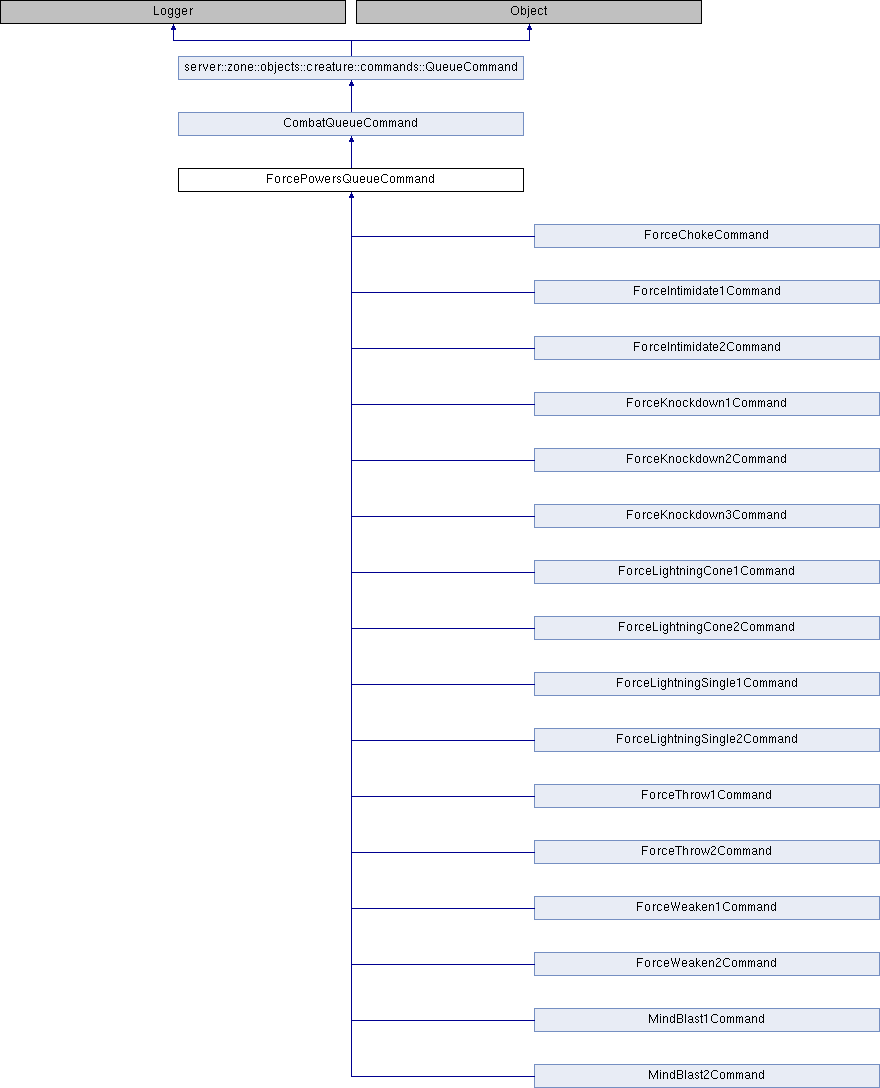 Logger
Object
server::zone::objects::creature::commands::QueueCommand
CombatQueueCommand
ForcePowersQueueCommand
ForceChokeCommand
ForceIntimidate1Command
ForceIntimidate2Command
ForceKnockdown1Command
ForceKnockdown2Command
ForceKnockdown3Command
ForceLightningCone1Command
ForceLightningCone2Command
ForceLightningSingle1Command
ForceLightningSingle2Command
ForceThrow1Command
ForceThrow2Command
ForceWeaken1Command
ForceWeaken2Command
MindBlast1Command
MindBlast2Command